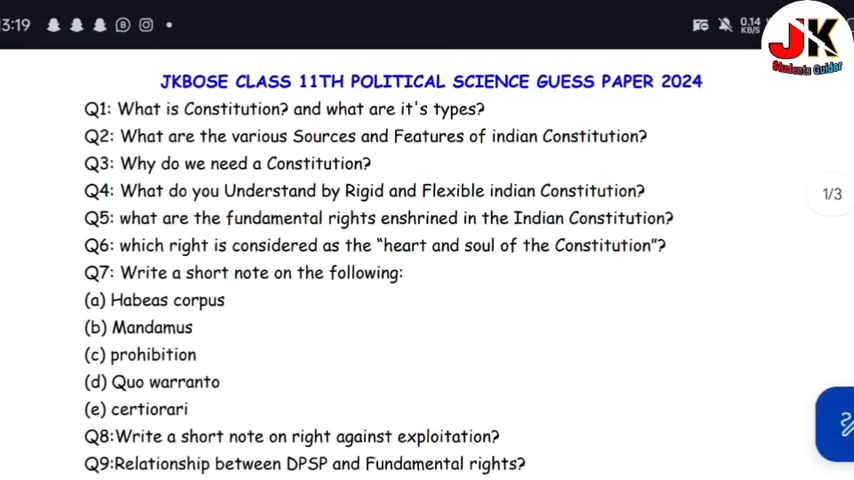 3:19
0.14
KB/S
JK
Students Guider
JKBOSE CLASS 11TH POLITICAL SCIENCE GUESS PAPER 2024
Q1: What is Constitution? and what are it's types?
Q2: What are the various Sources and Features of indian Constitution?
Q3: Why do we need a Constitution?
1/3
Q4: What do you Understand by Rigid and Flexible indian Constitution?
Q5: what are the fundamental rights enshrined in the Indian Constitution?
Q6: which right is considered as the “heart and soul of the Constitution”?
Q7: Write a short note on the following:
(a) Habeas corpus
(b) Mandamus
(c) prohibition
(d) Quo warranto
(e) certiorari
Q8:Write a short note on right against exploitation?
Q9:Relationship between DPSP and Fundamental rights?